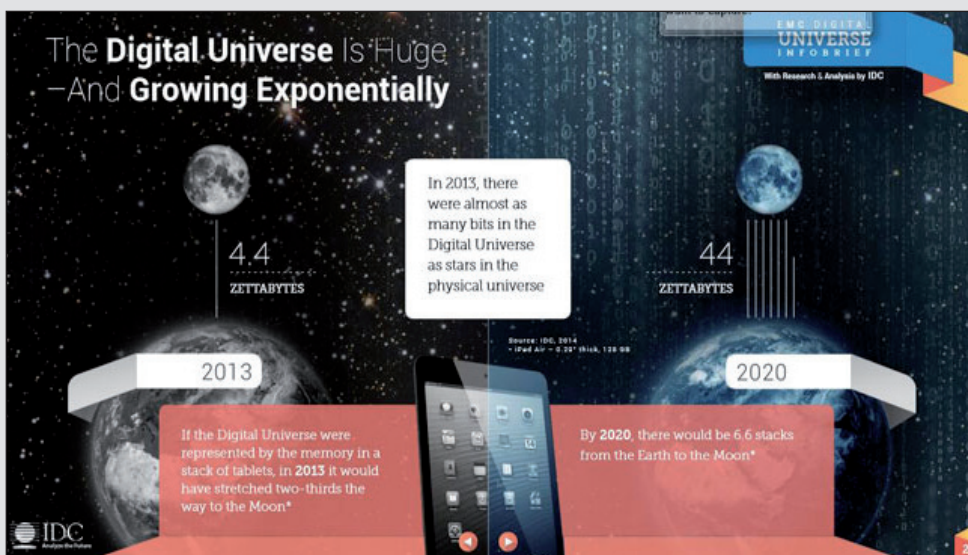 The Digital Universe Is Huge
—And Growing Exponentially
EMC DIGITAL
UNIVERSE
INFOBRIEF
With Research & Analysis by IDC
In 2013, there
were almost as
many bits in the
Digital Universe
as stars in the
physical universe
4.4
ZETTABYTES
44
ZETTABYTES
Source: IDC, 2014
2013
2020
If the Digital Universe were
represented by the memory in a
stack of tablets, in 2013 it would
have stretched two-thirds the
way to the Moon*
By 2020, there would be 6.6 stacks
from the Earth to the Moon*
IDC
Analyze the Future